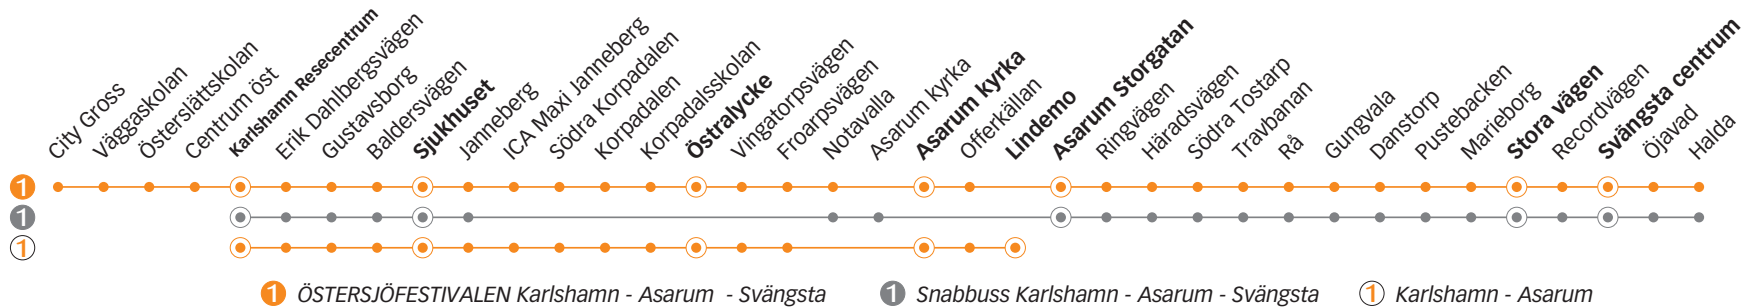 City Gross
Väggaskolan
Österslättskolan
Centrum öst
Karlshamn Resecentrum
Erik Dahlbergsvägen
Gustavsborg
Baldersvägen
Sjukhuset
Janneberg
ICA Maxi Janneberg
Södra Korpadalen
Korpadalen
Korpadalsskolan
Östralycke
Vingatorpsvägen
Froarpsvägen
Notavalla
Asarum Kyrka
Asarum kyrka
Offerkällan
Lindemo
Asarum Storgatan
Ringvägen
Häradsvägen
Södra Tostarp
Travbanan
Rå
Gungvala
Danstorp
Pustebacken
Marieborg
Stora vägen
Recordvägen
Svängsta centrum
Öjavad
Halda
1
1
1
1 ÖSTERSJÖFESTIVALEN Karlshamn - Asarum - Svängsta
1 Snabbuss Karlshamn - Asarum - Svängsta
1 Karlshamn - Asarum